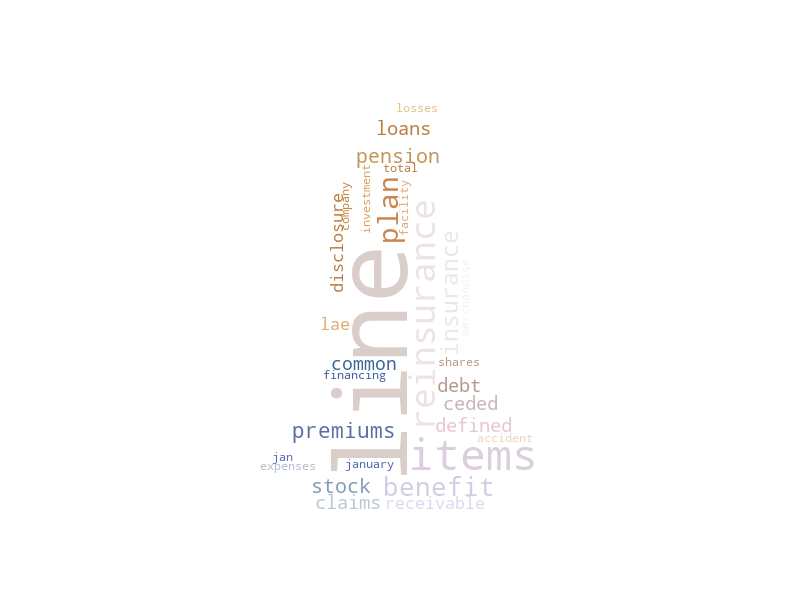 losses
loans
pension
total
investment
plan
facility
company
disclosure
line
reinsurance
insurance
merchandise
lae
common
shares
financing
debt
ceded
defined
premiums
accident
items
jan
january
expenses
stock
benefit
claims
receivable